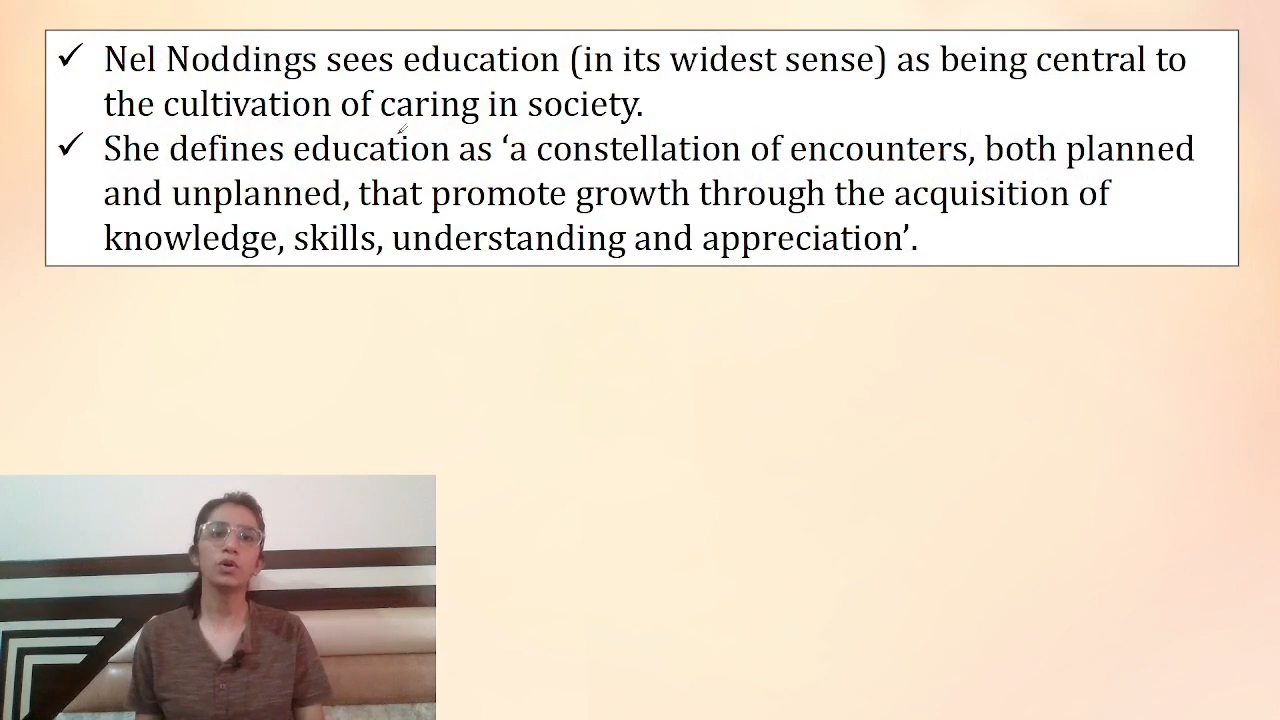 ✓ Nel Noddings sees education (in its widest sense) as being central to
the cultivation of caring in society.
✓ She defines education as ‘a constellation of encounters, both planned
and unplanned, that promote growth through the acquisition of
knowledge, skills, understanding and appreciation’.